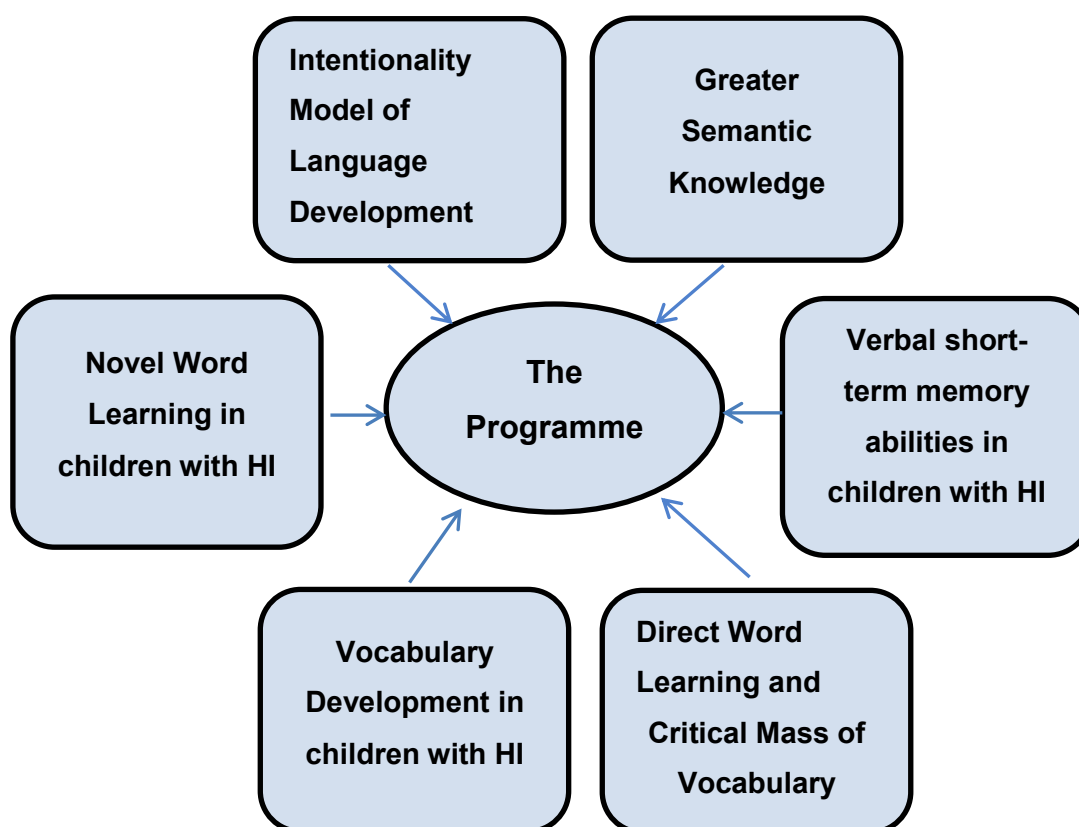 Intentionality
Model of
Language
Development
Greater
Semantic
Knowledge
Novel Word
Learning in
children with HI
The
Programme
Verbal short-
term memory
abilities in
children with HI
Vocabulary
Development in
children with HI
Direct Word
Learning and
Critical Mass of
Vocabulary